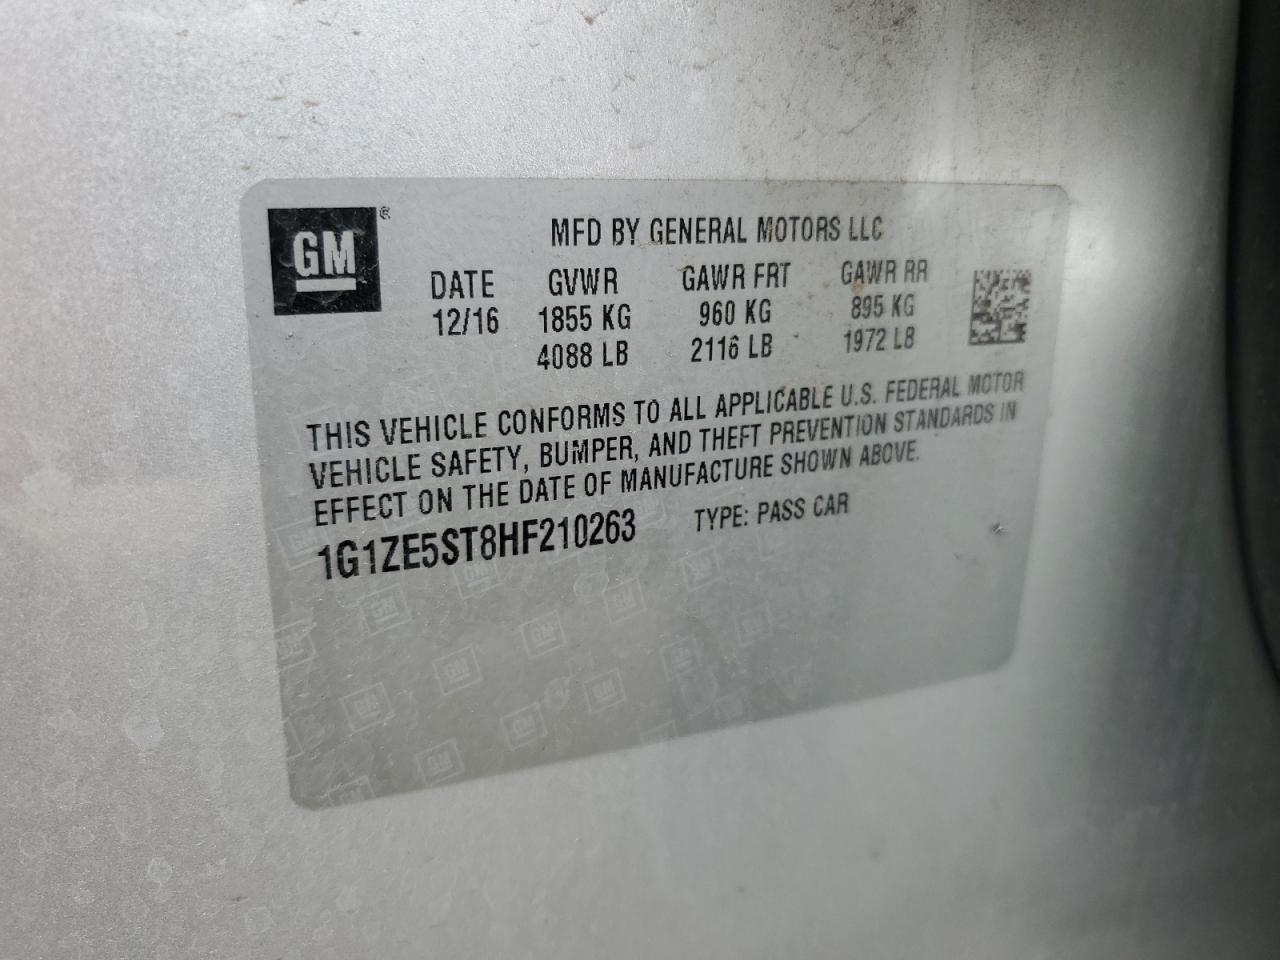 GM ®
MFD BY GENERAL MOTORS LLC
DATE GVWR GAWR FRT GAWR RR
12/16 1855 KG 960 KG 895 KG
4088 LB 2116 LB 1972 LB
THIS VEHICLE CONFORMS TO ALL APPLICABLE U.S. FEDERAL MOTOR
VEHICLE SAFETY, BUMPER, AND THEFT PREVENTION STANDARDS IN
EFFECT ON THE DATE OF MANUFACTURE SHOWN ABOVE.
1G1ZE5ST8HF210263 TYPE: PASS CAR